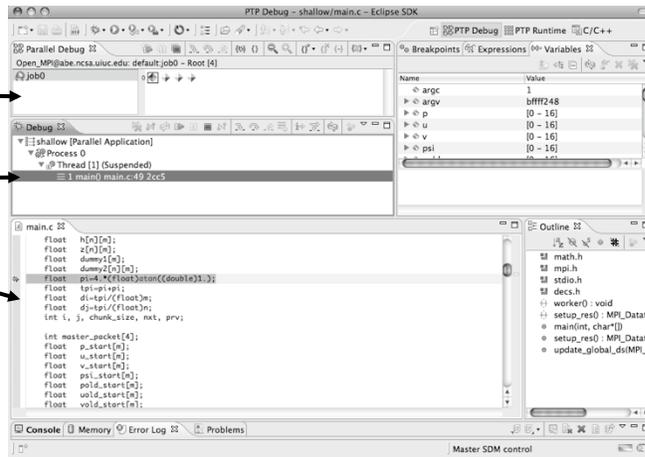 PTP Debug - shallow/main.c - Eclipse SDK
PTP Debug PTP Runtime C/C++
Parallel Debug
Open_MPI@abe.ncsa.uiuc.edu: default:job0 - Root [4]
job0
Breakpoints Expressions Variables
Name Value
argc 1
argv bffff248
p [0 - 16]
u [0 - 16]
v [0 - 16]
psi [0 - 16]
Debug
shallow [Parallel Application]
Process 0
Thread [1] (Suspended)
1 main() main.c:49 2cc5
main.c
float h[n][m];
float z[n][m];
float dummy1[m];
float dummy2[n][m];
float pi=4.*(float)atan((double)1.);
float tpi=pi+pi;
float di=tpi/(float)m;
float dj=tpi/(float)n;
int i, j, chunk_size, nxt, prv;
int master_packet[4];
float p_start[m];
float u_start[m];
float v_start[m];
float psi_start[m];
float pold_start[m];
float uold_start[m];
float vold_start[m];
Outline
math.h
mpi.h
stdio.h
decs.h
worker() : void
setup_res() : MPI_Datat
main(int, char*[])
setup_res() : MPI_Datat
update_global_ds(MPI_
Console Memory Error Log Problems
Master SDM control